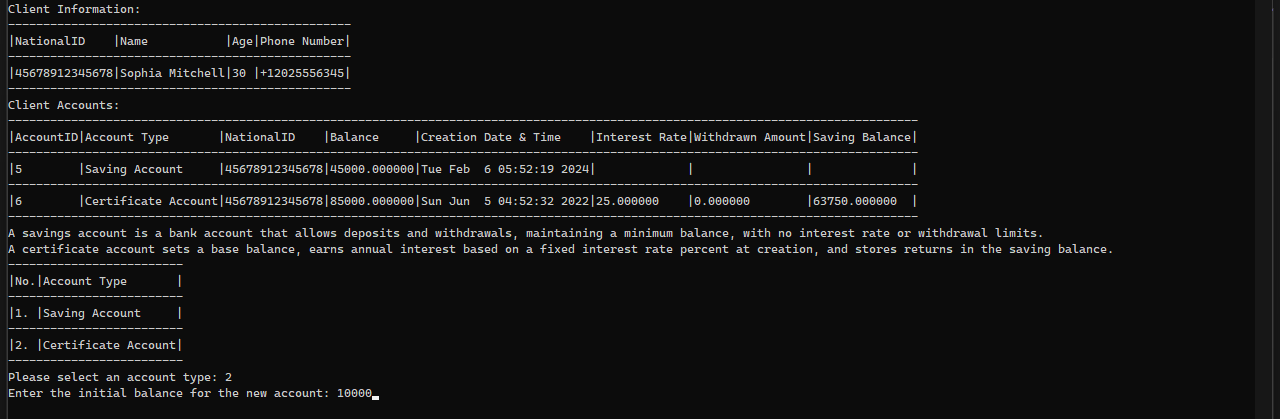 Client Information:
-------------------------------------------------
|NationalID    |Name           |Age|Phone Number|
-------------------------------------------------
|45678912345678|Sophia Mitchell|30 |+12025556345|
-------------------------------------------------
Client Accounts:
----------------------------------------------------------------------------------------------------------------------------------
|AccountID|Account Type       |NationalID    |Balance     |Creation Date & Time    |Interest Rate|Withdrawn Amount|Saving Balance|
----------------------------------------------------------------------------------------------------------------------------------
|5        |Saving Account     |45678912345678|45000.000000|Tue Feb  6 05:52:19 2024|             |                |              |
----------------------------------------------------------------------------------------------------------------------------------
|6        |Certificate Account|45678912345678|85000.000000|Sun Jun  5 04:52:32 2022|25.000000    |0.000000        |63750.000000  |
----------------------------------------------------------------------------------------------------------------------------------
A savings account is a bank account that allows deposits and withdrawals, maintaining a minimum balance, with no interest rate or withdrawal limits.
A certificate account sets a base balance, earns annual interest based on a fixed interest rate percent at creation, and stores returns in the saving balance.
-------------------------
|No.|Account Type       |
-------------------------
|1. |Saving Account     |
-------------------------
|2. |Certificate Account|
-------------------------
Please select an account type: 2
Enter the initial balance for the new account: 10000